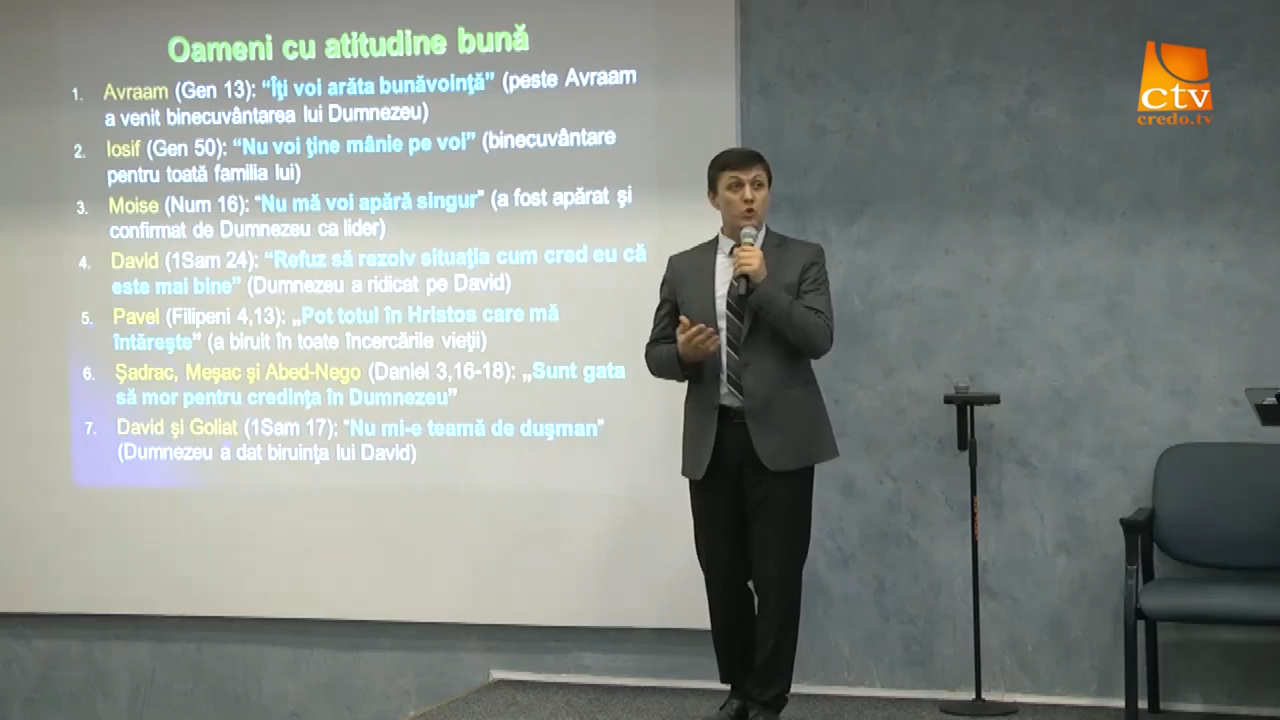 Oameni cu atitudine bună
1. Avraam (Gen 13): “Îţi voi arăta bunăvoinţă” (peste Avraam
a venit binecuvântarea lui Dumnezeu)
2. Iosif (Gen 50): “Nu voi ţine mânie pe voi” (binecuvântare
pentru toată familia lui)
3. Moise (Num 16): “Nu mă voi apără singur” (a fost apărat şi
confirmat de Dumnezeu ca lider)
4. David (1Sam 24): “Refuz să rezolv situaţia cum cred eu că
este mai bine” (Dumnezeu a ridicat pe David)
5. Pavel (Filipeni 4,13): „Pot totul în Hristos care mă
întăreşte” (a biruit în toate încercările vieţii)
6. Şadrac, Meşac şi Abed-Nego (Daniel 3,16-18): „Sunt gata
să mor pentru credinţa în Dumnezeu”
7. David şi Goliat (1Sam 17): “Nu mi-e teamă de duşman”
(Dumnezeu a dat biruinţa lui David)
ctv
credo.tv